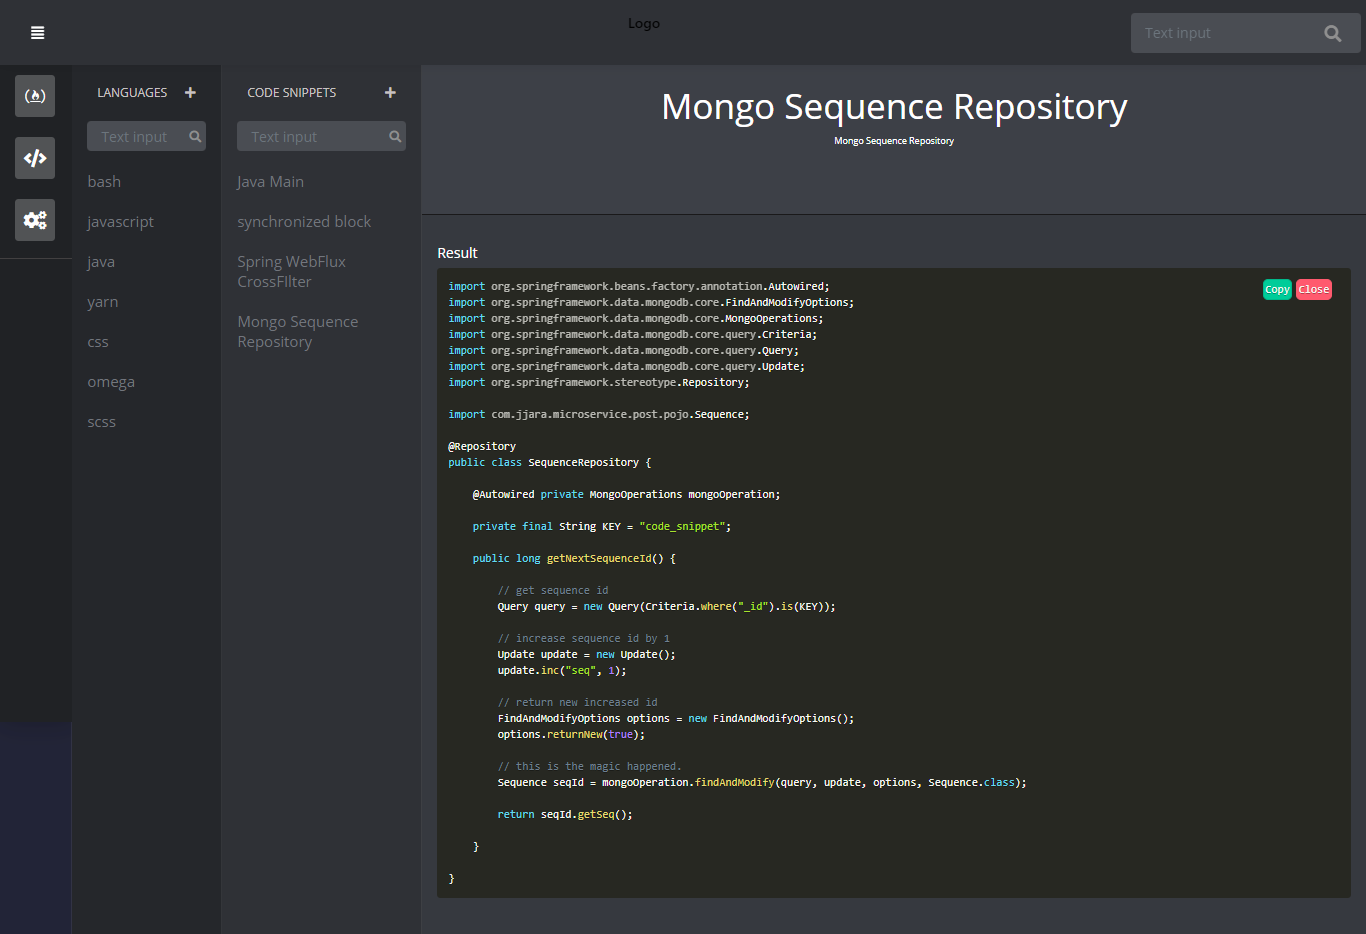 Logo
Text input
LANGUAGES
Text input
bash
javascript
java
yarn
css
omega
scss
CODE SNIPPETS
Text input
Java Main
synchronized block
Spring WebFlux
CrossFIlter
Mongo Sequence
Repository
Mongo Sequence Repository
Mongo Sequence Repository
Result
Copy Close
import org.springframework.beans.factory.annotation.Autowired;
import org.springframework.data.mongodb.core.FindAndModifyOptions;
import org.springframework.data.mongodb.core.MongoOperations;
import org.springframework.data.mongodb.core.query.Criteria;
import org.springframework.data.mongodb.core.query.Query;
import org.springframework.data.mongodb.core.query.Update;
import org.springframework.stereotype.Repository;
import com.jjara.microservice.post.pojo.Sequence;
@Repository
public class SequenceRepository {
@Autowired private MongoOperations mongoOperation;
private final String KEY = "code_snippet";
public long getNextSequenceId() {
// get sequence id
Query query = new Query(Criteria.where("_id").is(KEY));
// increase sequence id by 1
Update update = new Update();
update.inc("seq", 1);
// return new increased id
FindAndModifyOptions options = new FindAndModifyOptions();
options.returnNew(true);
// this is the magic happened.
Sequence seqId = mongoOperation.findAndModify(query, update, options, Sequence.class);
return seqId.getSeq();
}
}